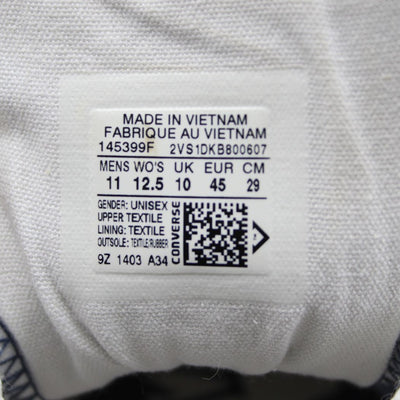 MADE IN VIETNAM
FABRIQUE AU VIETNAM
145399F 2VS1DKB800607
MENS WO'S UK EUR CM
11 12.5 10 45 29
GENDER: UNISEX
UPPER TEXTILE
LINING: TEXTILE
OUTSOLE: TEXTILE/RUBBER
CONVERSE
9Z 1403 A34